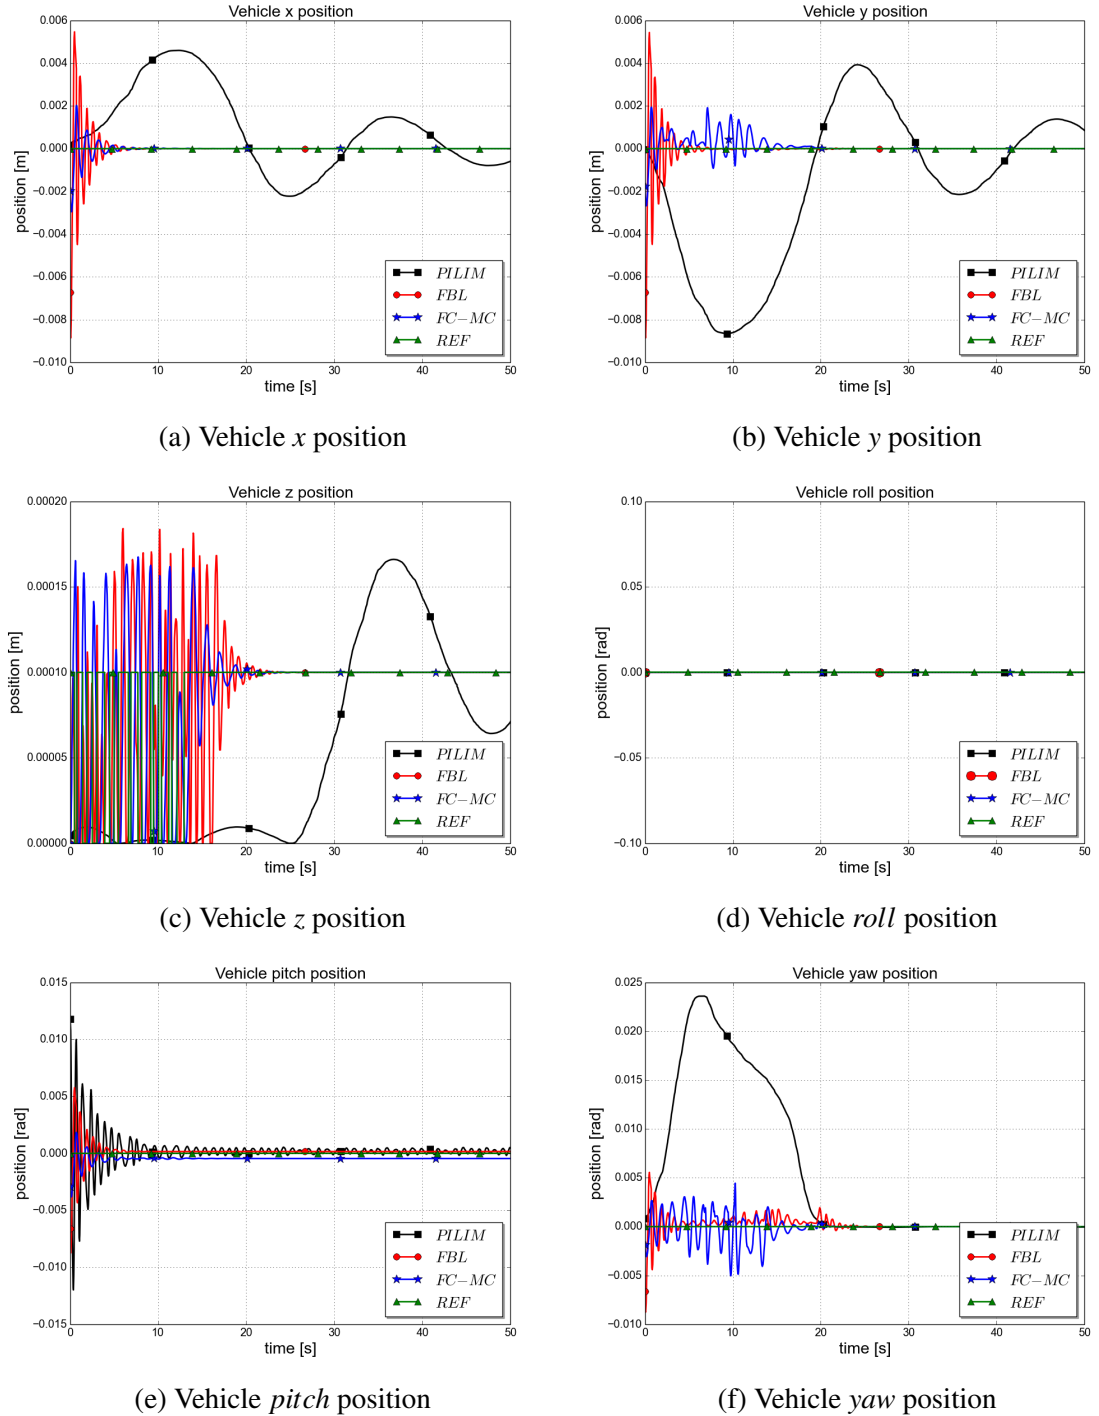 Vehicle x position
0.006
0.004
0.002
0.000
−0.002
−0.004
−0.006
−0.008
−0.010
position [m]
0 10 20 30 40 50
time [s]
PILIM
FBL
FC−MC
REF
(a) Vehicle x position
Vehicle y position
0.006
0.004
0.002
0.000
−0.002
−0.004
−0.006
−0.008
−0.010
position [m]
0 10 20 30 40 50
time [s]
PILIM
FBL
FC−MC
REF
(b) Vehicle y position
Vehicle z position
0.00020
0.00015
0.00010
0.00005
0.00000
position [m]
0 10 20 30 40 50
time [s]
PILIM
FBL
FC−MC
REF
(c) Vehicle z position
Vehicle roll position
0.10
0.05
0.00
−0.05
−0.10
position [rad]
0 10 20 30 40 50
time [s]
PILIM
FBL
FC−MC
REF
(d) Vehicle roll position
Vehicle pitch position
0.015
0.010
0.005
0.000
−0.005
−0.010
−0.015
position [rad]
0 10 20 30 40 50
time [s]
PILIM
FBL
FC−MC
REF
(e) Vehicle pitch position
Vehicle yaw position
0.025
0.020
0.015
0.010
0.005
0.000
−0.005
−0.010
position [rad]
0 10 20 30 40 50
time [s]
PILIM
FBL
FC−MC
REF
(f) Vehicle yaw position